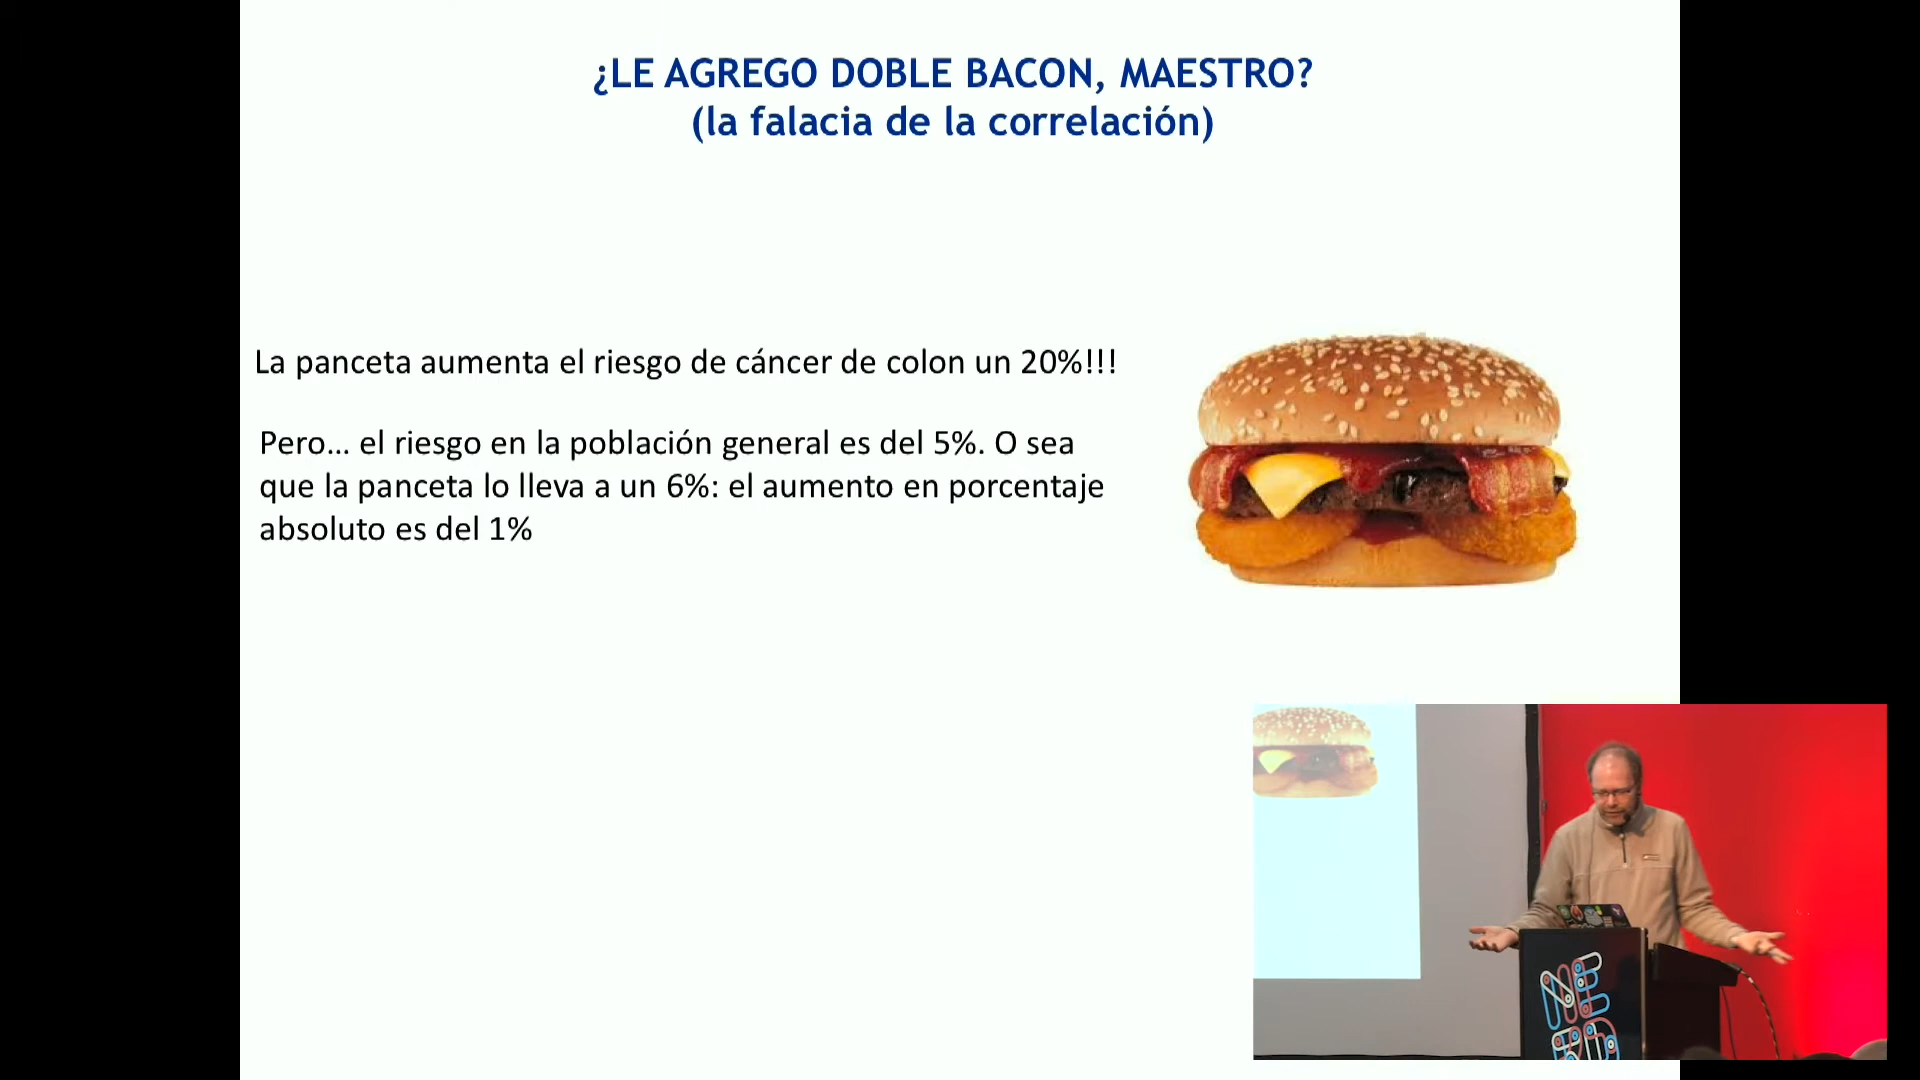 ¿LE AGREGO DOBLE BACON, MAESTRO?
(la falacia de la correlación)
La panceta aumenta el riesgo de cáncer de colon un 20%!!!
Pero... el riesgo en la población general es del 5%. O sea
que la panceta lo lleva a un 6%: el aumento en porcentaje
absoluto es del 1%
NE
RD